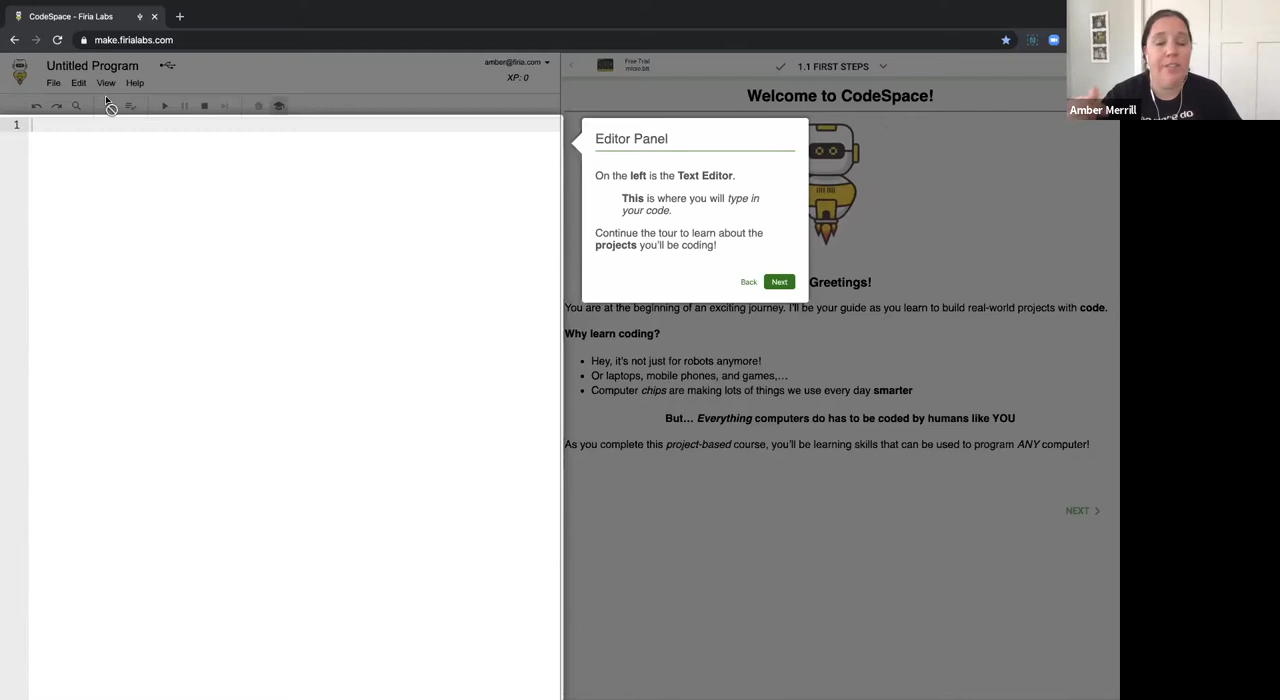 CodeSpace - Firia Labs
make.firialabs.com
Untitled Program
amber@firia.com
XP: 0
File Edit View Help
1
Free Trial
micro:bit
1.1 FIRST STEPS
Welcome to CodeSpace!
Editor Panel
On the left is the Text Editor.
This is where you will type in
your code.
Continue the tour to learn about the
projects you'll be coding!
Back Next
Greetings!
You are at the beginning of an exciting journey. I'll be your guide as you learn to build real-world projects with code.
Why learn coding?
• Hey, it's not just for robots anymore!
• Or laptops, mobile phones, and games,...
• Computer chips are making lots of things we use every day smarter
But... Everything computers do has to be coded by humans like YOU
As you complete this project-based course, you'll be learning skills that can be used to program ANY computer!
NEXT
Amber Merrill